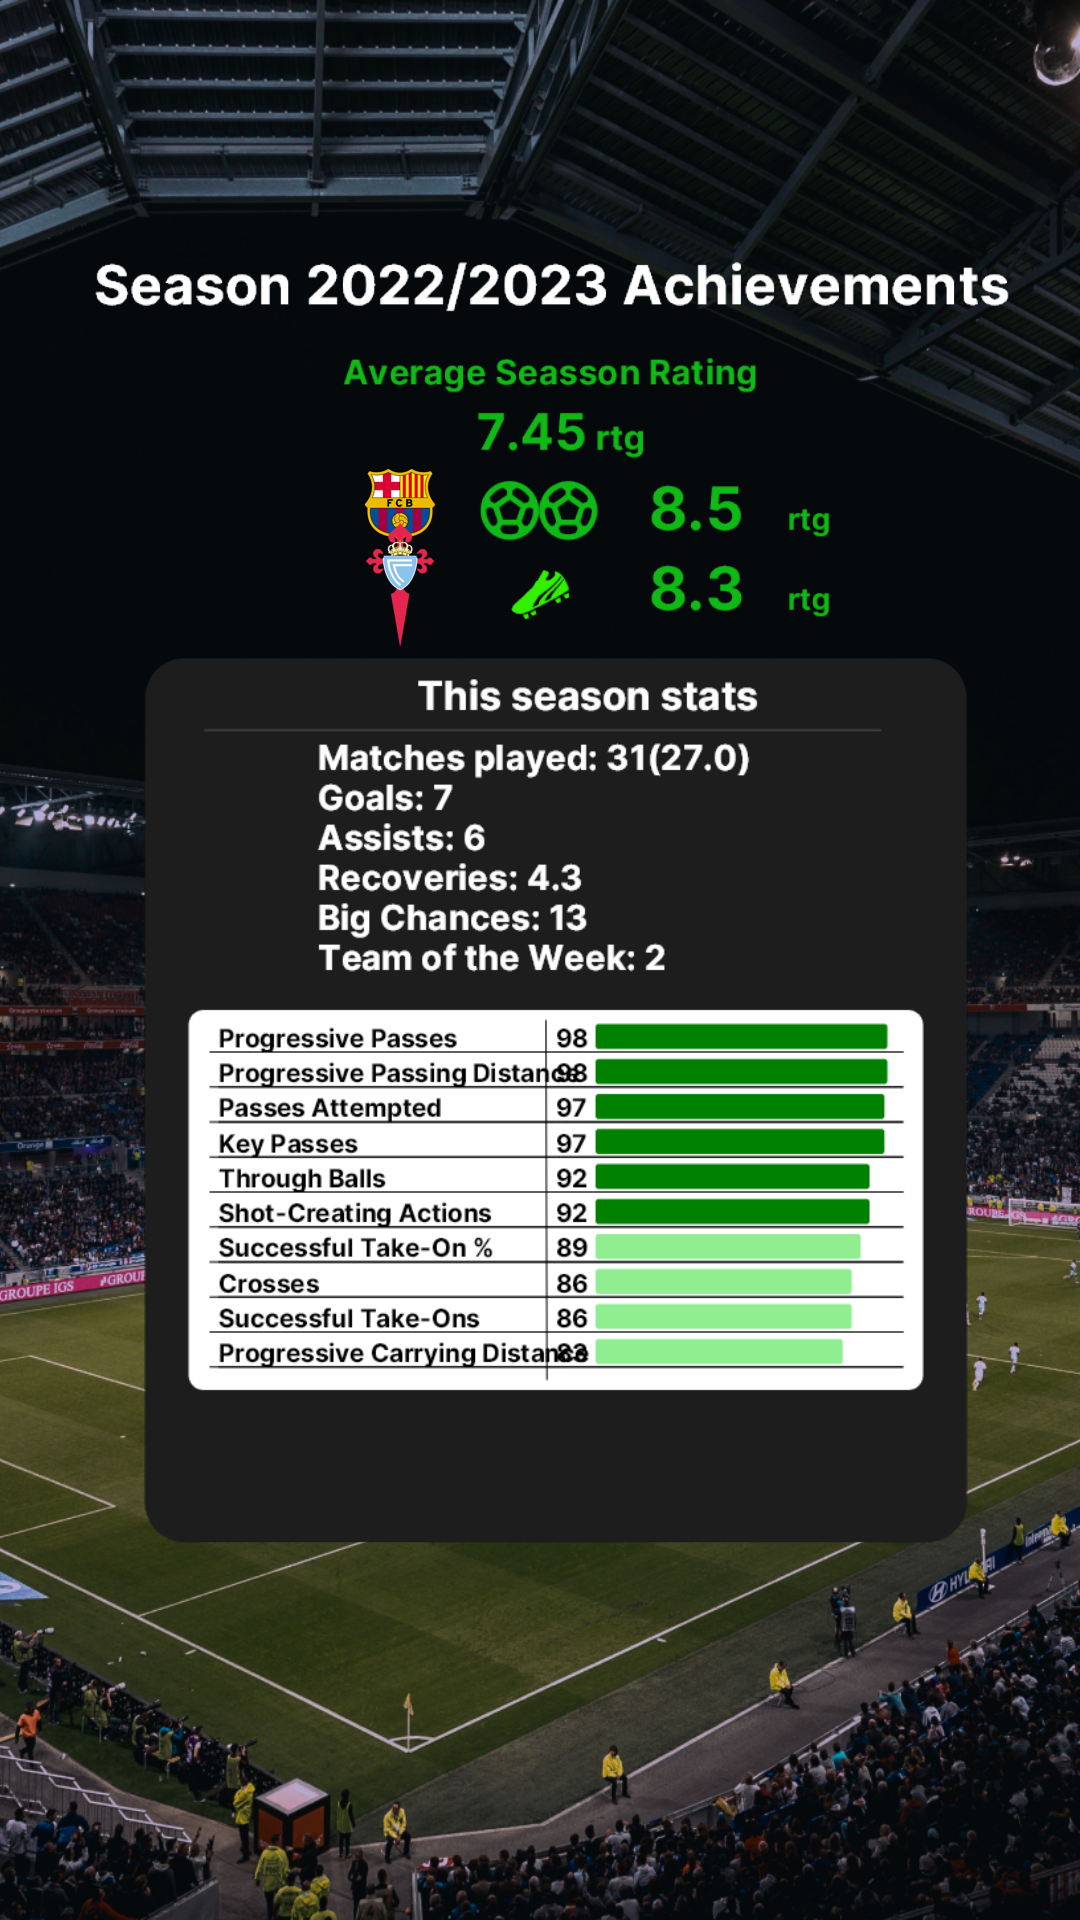 Season 2022/2023 Achievements
Average Seasson Rating
7.45 rtg
FCB
8.5 rtg
8.3 rtg
This season stats
Matches played: 31(27.0)
Goals: 7
Assists: 6
Recoveries: 4.3
Big Chances: 13
Team of the Week: 2
Progressive Passes 98
Progressive Passing Distance 98
Passes Attempted 97
Key Passes 97
Through Balls 92
Shot-Creating Actions 92
Successful Take-On % 89
Crosses 86
Successful Take-Ons 86
Progressive Carrying Distance 83
Orange
GROUPE IGS #GROUP
HYUNDAI